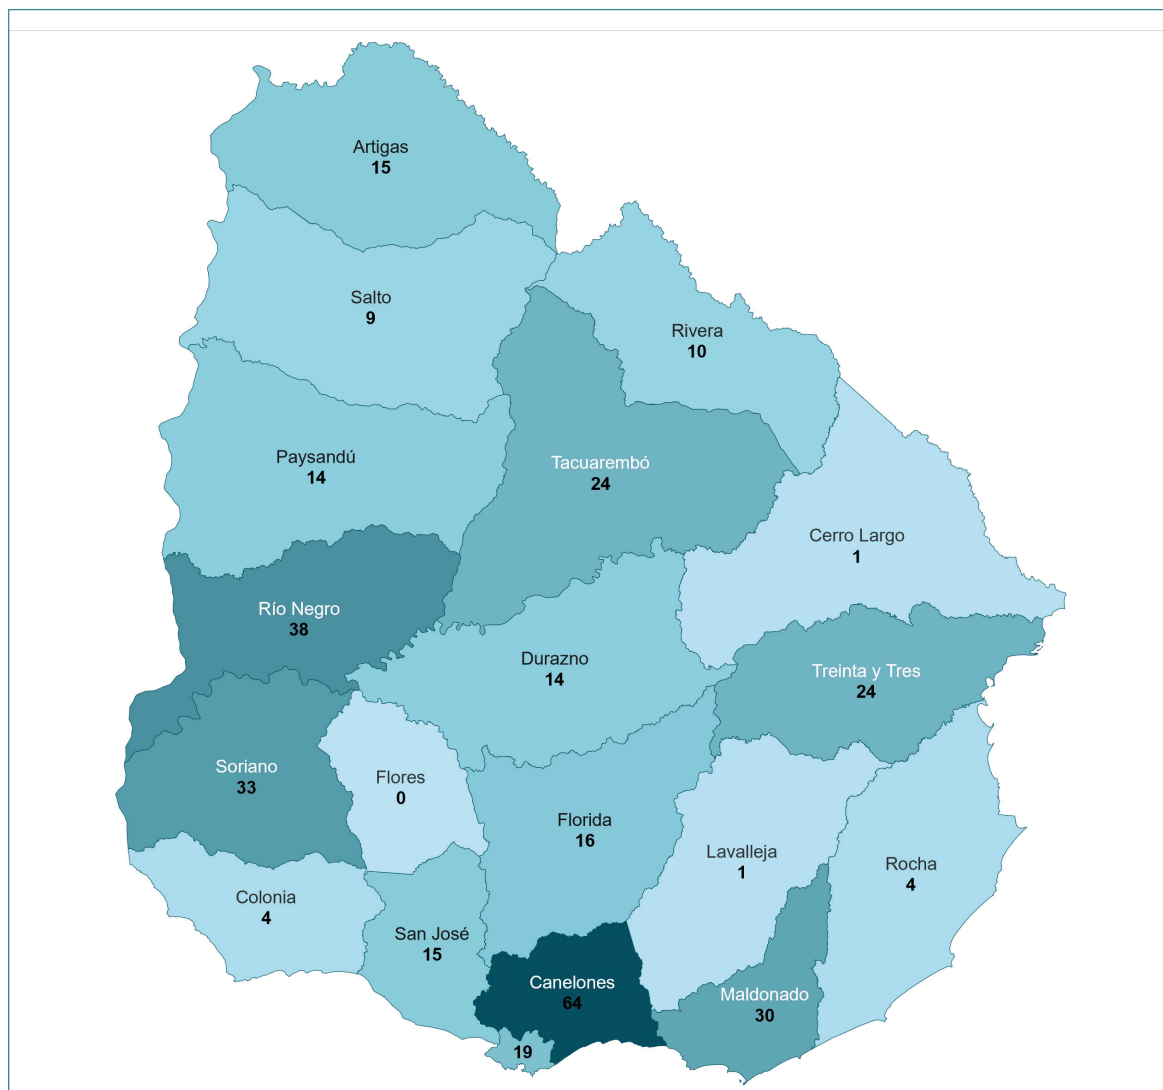 Artigas
15
Salto
9
Rivera
10
Paysandú
14
Tacuarembó
24
Cerro Largo
1
Río Negro
38
Durazno
14
Treinta y Tres
24
Soriano
33
Flores
0
Florida
16
Lavalleja
1
Rocha
4
Colonia
4
San José
15
Canelones
64
Maldonado
30
19